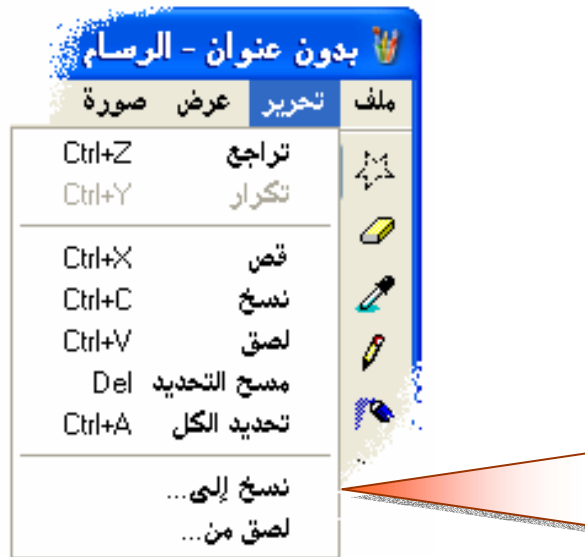 بدون عنوان - الرسام
ملف تحرير عرض صورة
تراجع Ctrl+Z
تكرار Ctrl+Y
قص Ctrl+X
نسخ Ctrl+C
لصق Ctrl+V
مسح التحديد Del
تحديد الكل Ctrl+A
نسخ إلى...
لصق من...